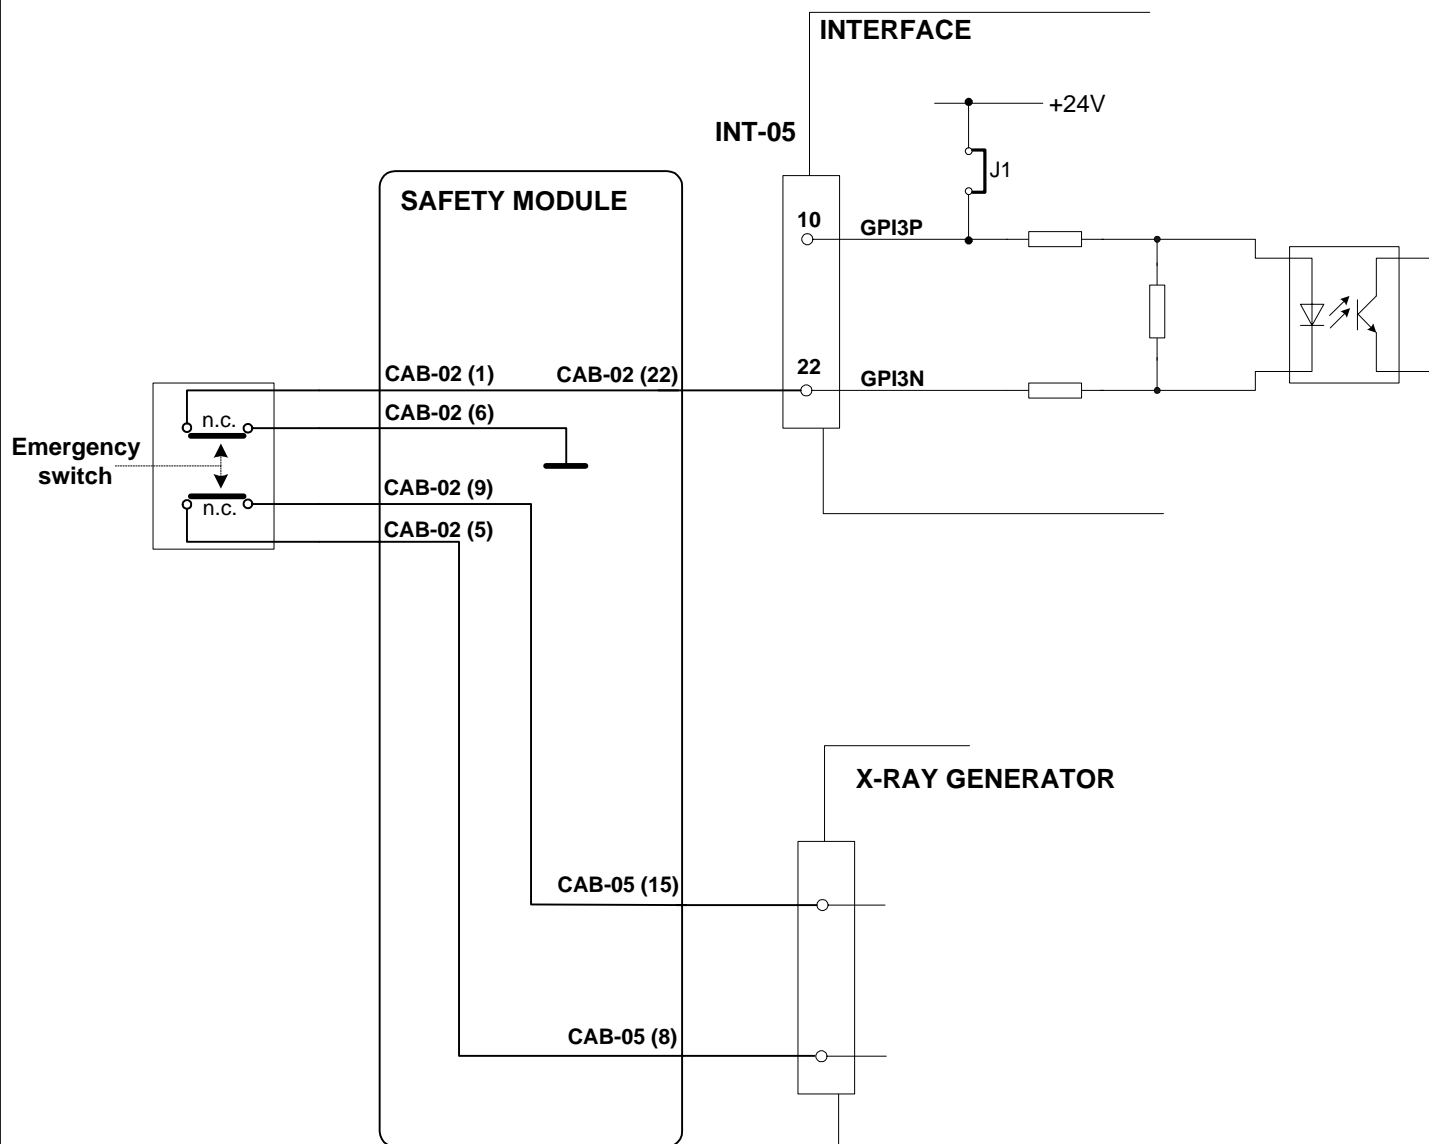 INTERFACE
+24V
INT-05
J1
SAFETY MODULE
10
GPI3P
22
GPI3N
CAB-02 (1)
CAB-02 (22)
CAB-02 (6)
n.c.
Emergency
switch
CAB-02 (9)
n.c.
CAB-02 (5)
X-RAY GENERATOR
CAB-05 (15)
CAB-05 (8)